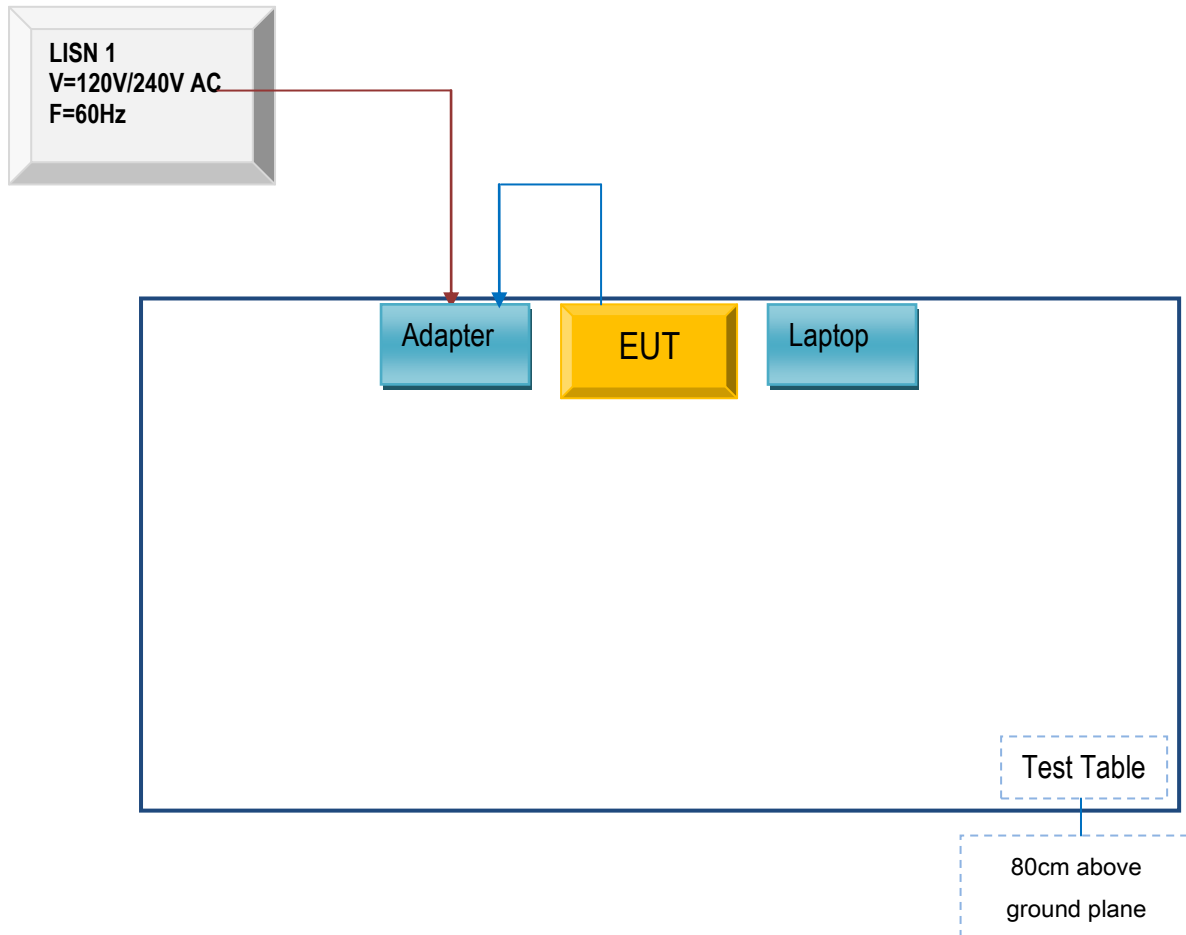 LISN 1
V=120V/240V AC
F=60Hz
Adapter
EUT
Laptop
Test Table
80cm above
ground plane